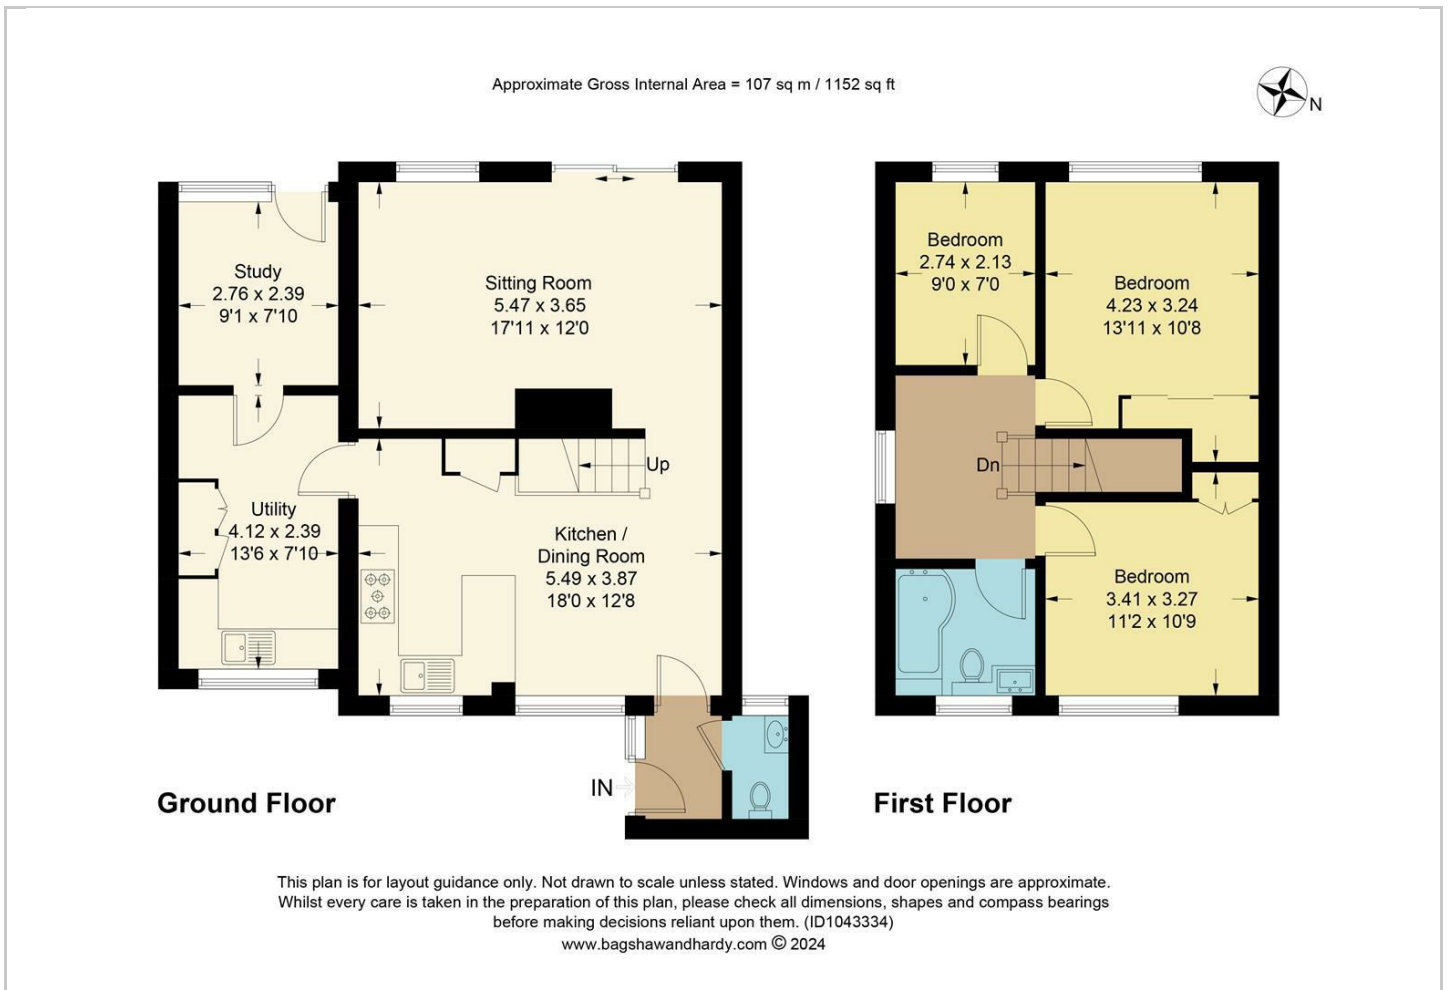 Approximate Gross Internal Area = 107 sq m / 1152 sq ft
N
Study
2.76 x 2.39
9'1 x 7'10
Sitting Room
5.47 x 3.65
17'11 x 12'0
Up
Utility
4.12 x 2.39
13'6 x 7'10
Kitchen /
Dining Room
5.49 x 3.87
18'0 x 12'8
IN
Ground Floor
Bedroom
2.74 x 2.13
9'0 x 7'0
Bedroom
4.23 x 3.24
13'11 x 10'8
Dn
Bedroom
3.41 x 3.27
11'2 x 10'9
First Floor
This plan is for layout guidance only. Not drawn to scale unless stated. Windows and door openings are approximate.
Whilst every care is taken in the preparation of this plan, please check all dimensions, shapes and compass bearings
before making decisions reliant upon them. (ID1043334)
www.bagshawandhardy.com © 2024